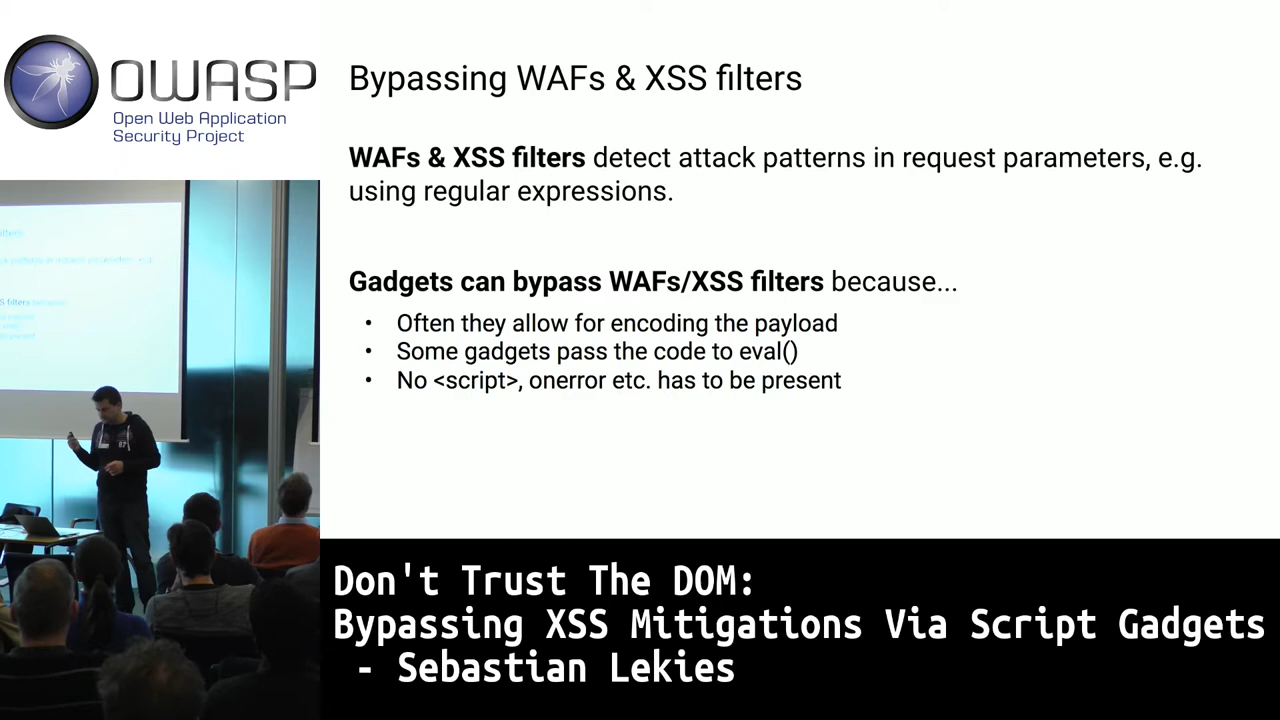 OWASP
Open Web Application
Security Project
Bypassing WAFs & XSS filters
WAFs & XSS filters detect attack patterns in request parameters, e.g.
using regular expressions.
Gadgets can bypass WAFs/XSS filters because...
• Often they allow for encoding the payload
• Some gadgets pass the code to eval()
• No <script>, onerror etc. has to be present
Don't Trust The DOM:
Bypassing XSS Mitigations Via Script Gadgets
- Sebastian Lekies